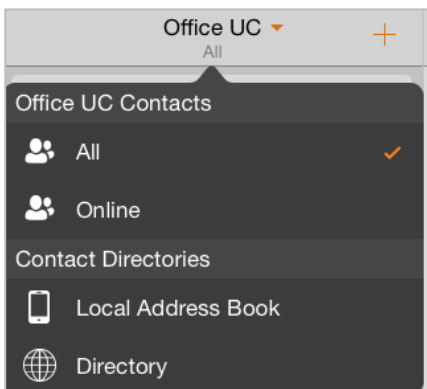 Office UC
All
Office UC Contacts
All
Online
Contact Directories
Local Address Book
Directory